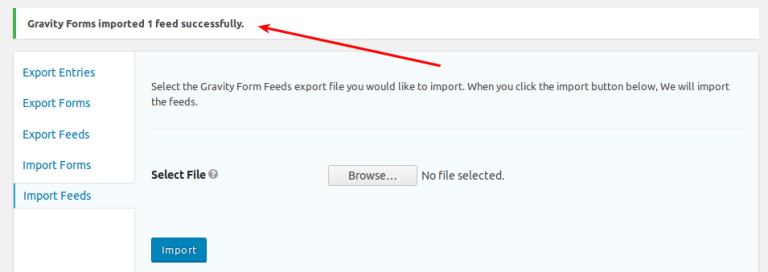 Gravity Forms imported 1 feed successfully.
Export Entries
Export Forms
Export Feeds
Import Forms
Import Feeds
Select the Gravity Form Feeds export file you would like to import. When you click the import button below, We will import
the feeds.
Select File ?
Browse... No file selected.
Import